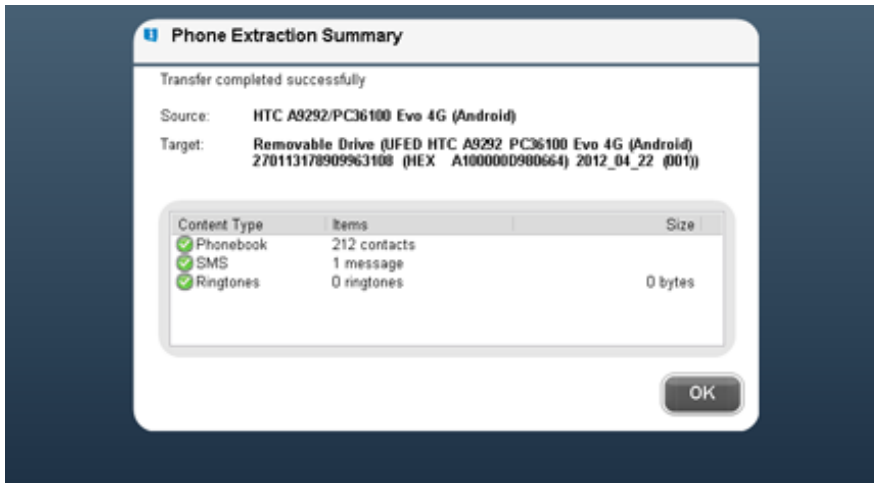 Phone Extraction Summary
Transfer completed successfully
Source: HTC A9292/PC36100 Evo 4G (Android)
Target: Removable Drive (UFED HTC A9292 PC36100 Evo 4G (Android)
270113178909963108 (HEX A100000D980664) 2012_04_22 (001))
Content Type Items Size
Phonebook 212 contacts
SMS 1 message
Ringtones 0 ringtones 0 bytes
OK